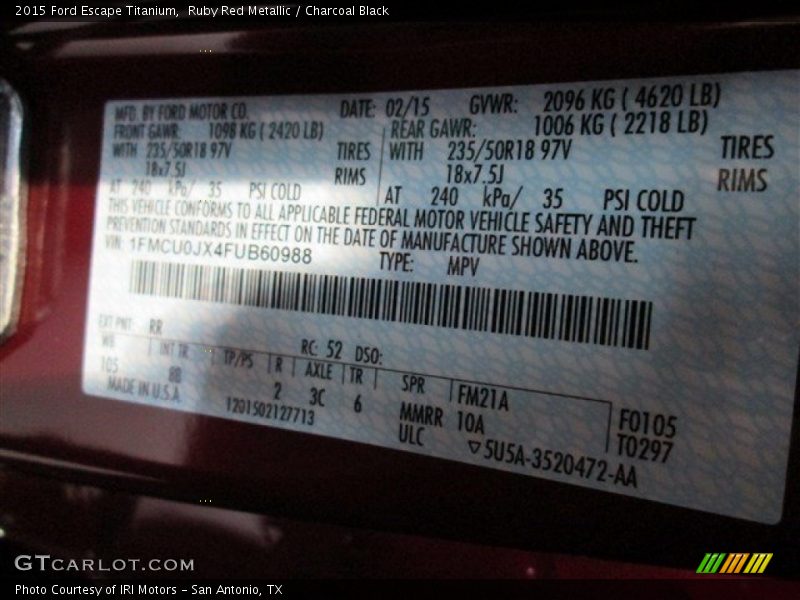 2015 Ford Escape Titanium,  Ruby Red Metallic / Charcoal Black
MFD. BY FORD MOTOR CO. DATE: 02/15 GVWR: 2096 KG ( 4620 LB)
FRONT GAWR: 1098 KG ( 2420 LB) REAR GAWR: 1006 KG ( 2218 LB)
WITH 235/50R18 97V TIRES WITH 235/50R18 97V TIRES
18x7.5J RIMS 18x7.5J RIMS
AT 240 kPa/ 35 PSI COLD AT 240 kPa/ 35 PSI COLD
THIS VEHICLE CONFORMS TO ALL APPLICABLE FEDERAL MOTOR VEHICLE SAFETY AND THEFT
PREVENTION STANDARDS IN EFFECT ON THE DATE OF MANUFACTURE SHOWN ABOVE.
VIN: 1FMCU0JX4FUB60988 TYPE: MPV
EXT PNT: RR RC: 52 DSO:
WB INT TR TP/PS R AXLE TR SPR FM21A F0105
105 88 2 3C 6 MMRR 10A T0297
MADE IN U.S.A. 1201502127713 ULC ▽5U5A-3520472-AA
GTCARLOT.COM
Photo Courtesy of IRI Motors – San Antonio, TX